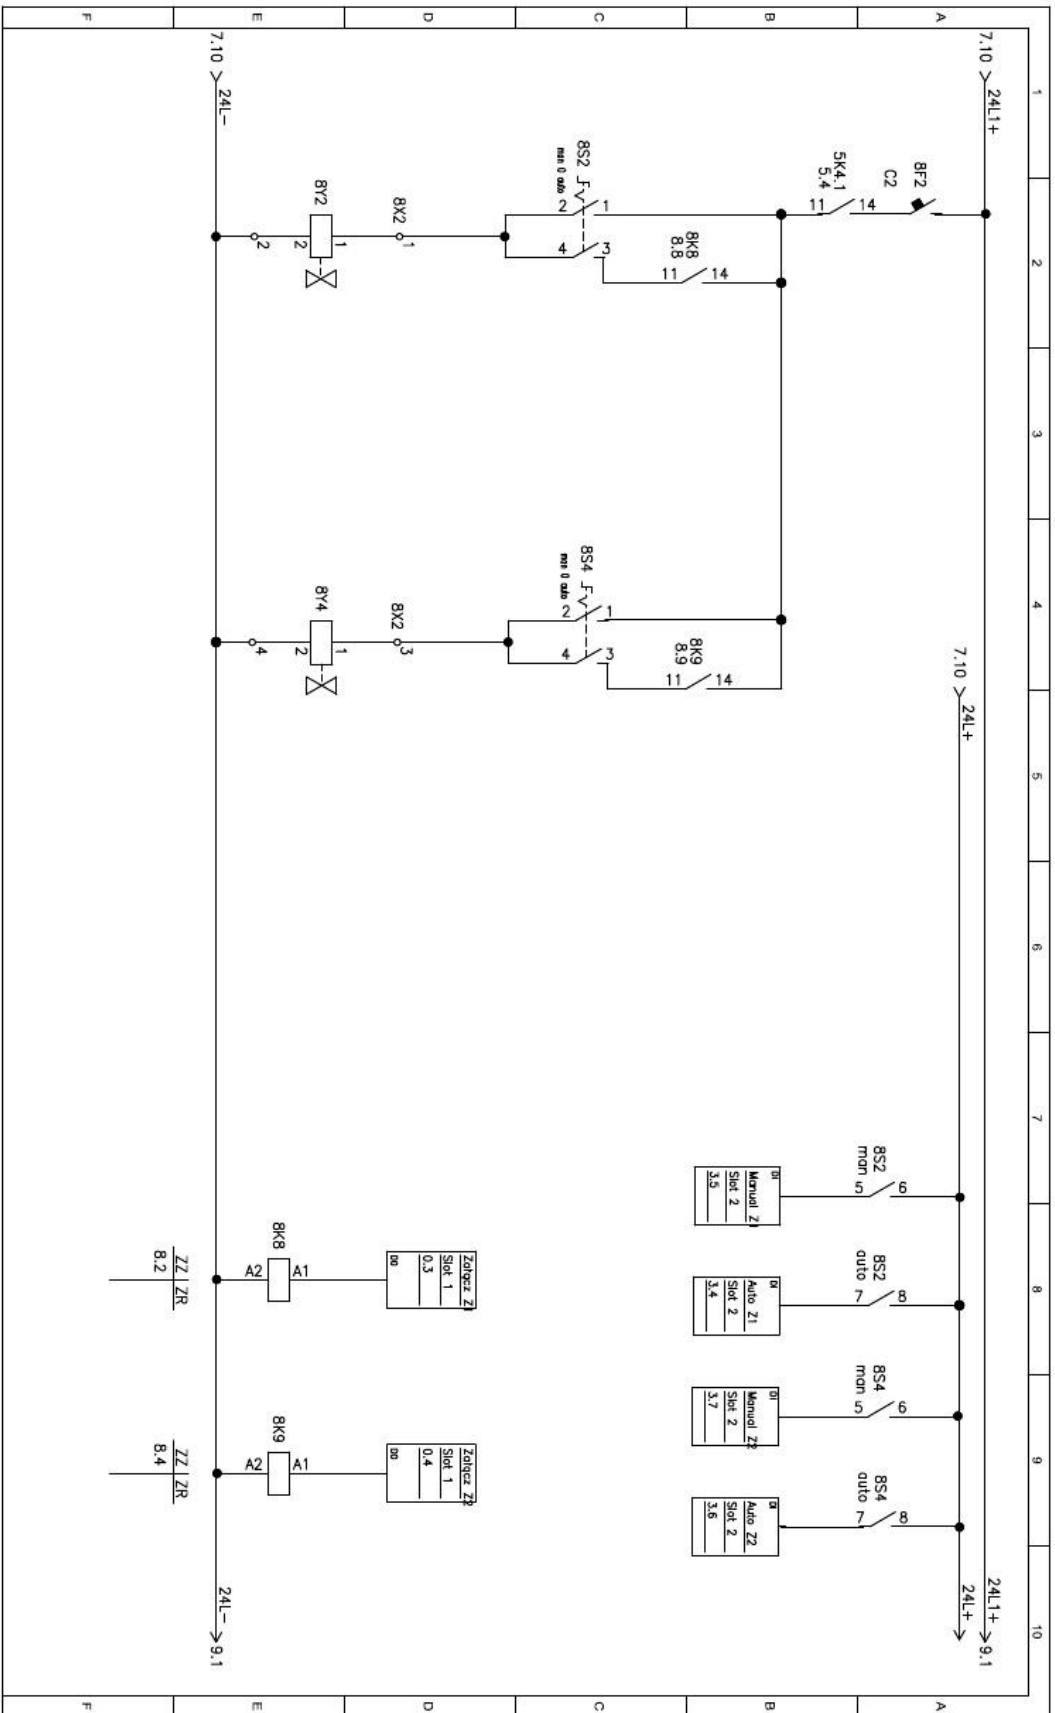 1
2
3
4
5
6
7
8
9
10
A
A
7.10
24L1+
24L1+
9.1
7.10
24L+
24L+
8F2
C2
14
5K4.1
5.4
11
8S2
man
6
5
8S2
auto
8
7
8S4
man
6
5
8S4
auto
8
7
B
B
8K8
8.8
14
11
8K9
8.9
14
11
DI
Manual Z1
Slot 2
3.5
DI
Auto Z1
Slot 2
3.4
DI
Manual Z2
Slot 2
3.7
DI
Auto Z2
Slot 2
3.6
C
C
8S2
man 0 auto
1
3
2
4
8S4
man 0 auto
1
3
2
4
D
D
8X2
1
8X2
3
Załącz Z1
Slot 1
0.3
DO
Załącz Z2
Slot 1
0.4
DO
E
E
8Y2
1
2
2
8Y4
1
2
4
8K8
A1
A2
8K9
A1
A2
7.10
24L-
24L-
9.1
ZZ
ZR
8.2
ZZ
ZR
8.4
F
F